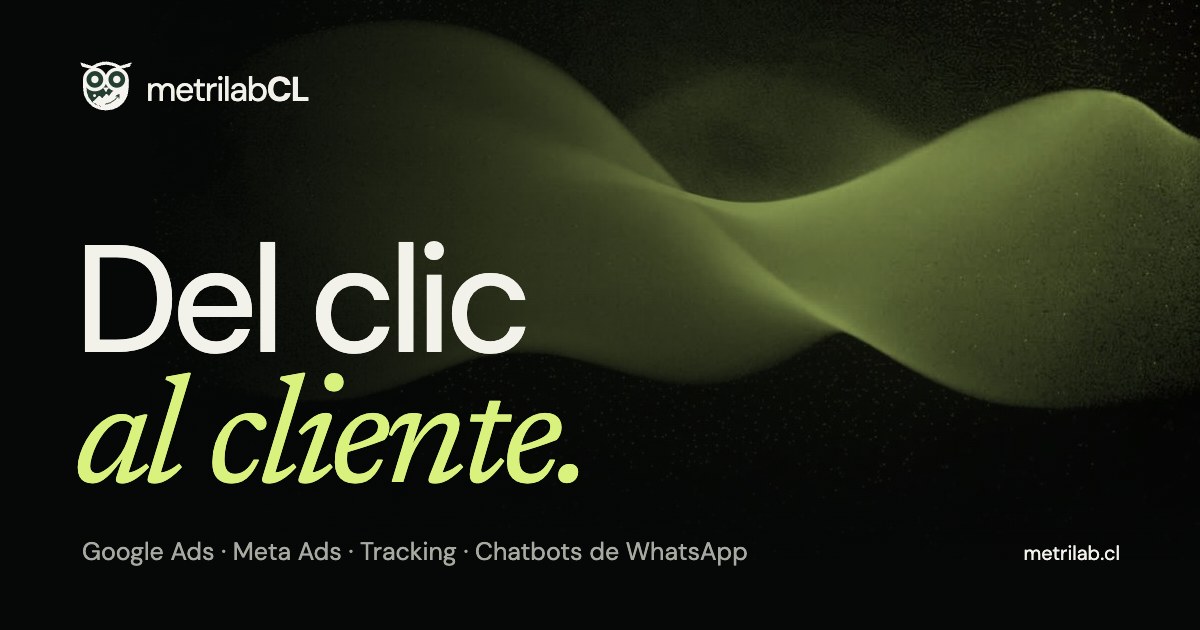 metrilabCL
Del clic
al cliente.
Google Ads · Meta Ads · Tracking · Chatbots de WhatsApp
metrilab.cl